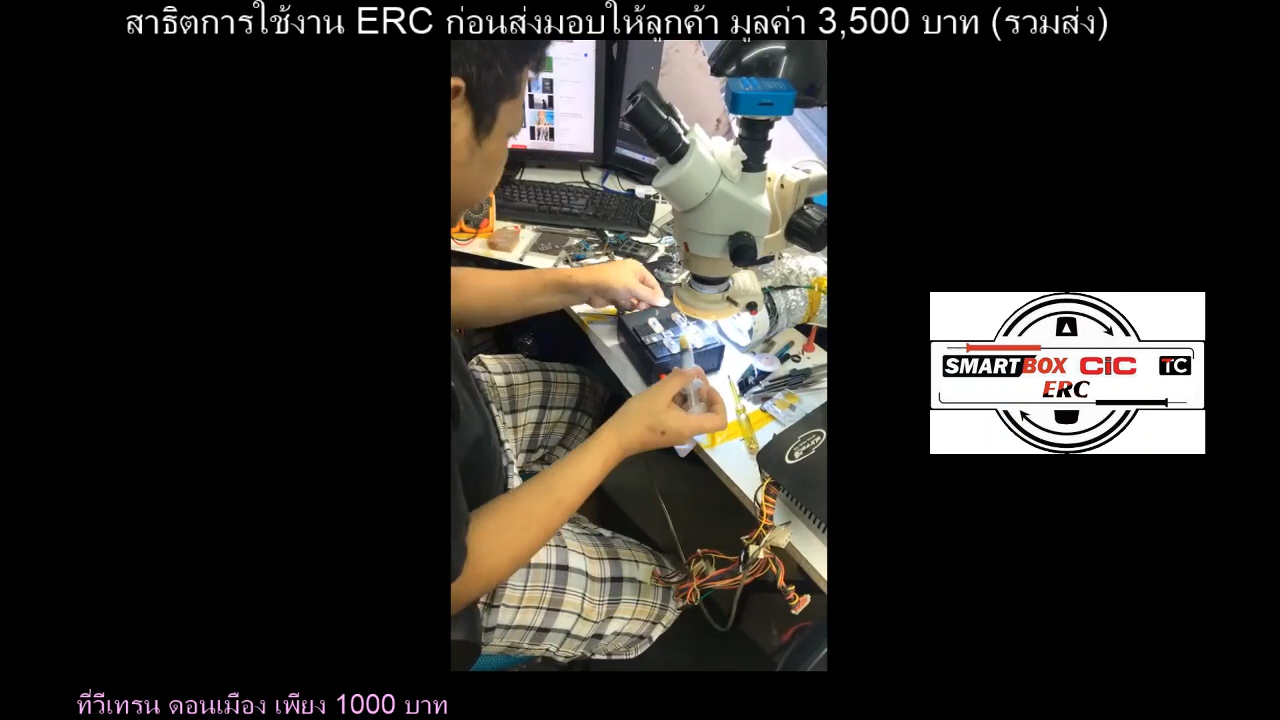 สาธิตการใช้งาน ERC ก่อนส่งมอบให้ลูกค้า มูลค่า 3,500 บาท (รวมส่ง)
SMARTBOX CiC TC
ERC
ที่วีเทรน ดอนเมือง เพียง 1000 บาท